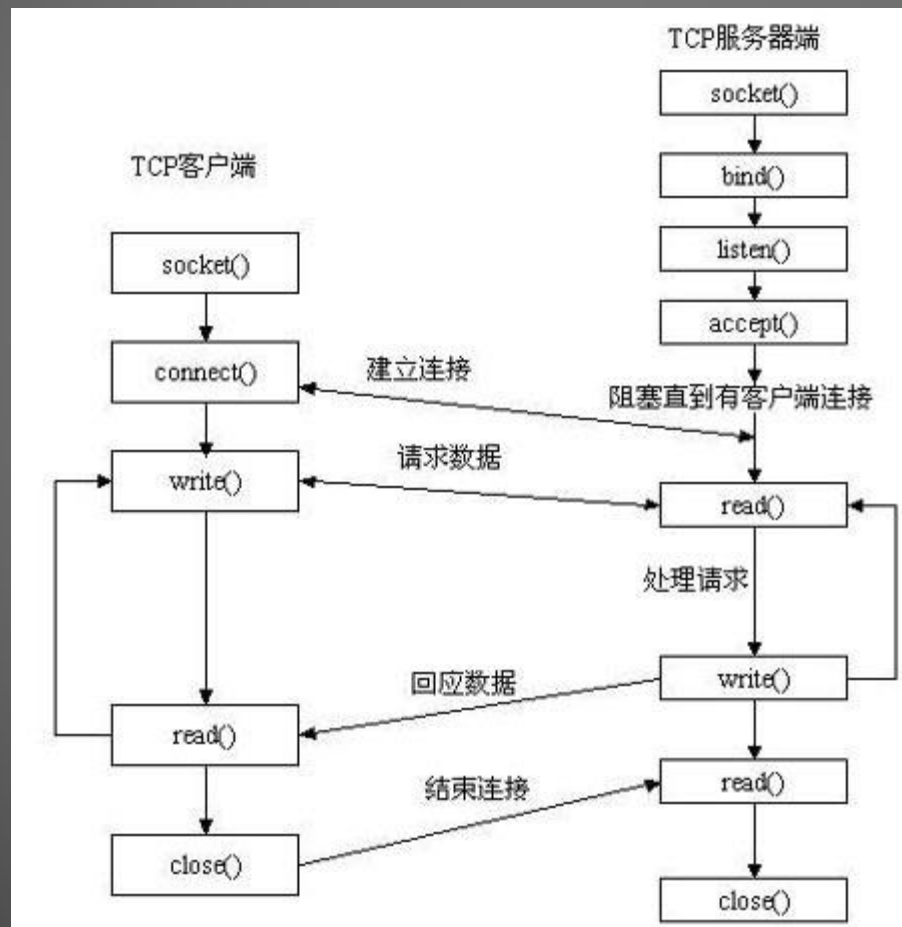 TCP服务器端
socket()
bind()
TCP客户端
listen()
socket()
accept()
connect()
建立连接
阻塞直到有客户端连接
请求数据
write()
read()
处理请求
回应数据
write()
read()
结束连接
read()
close()
close()